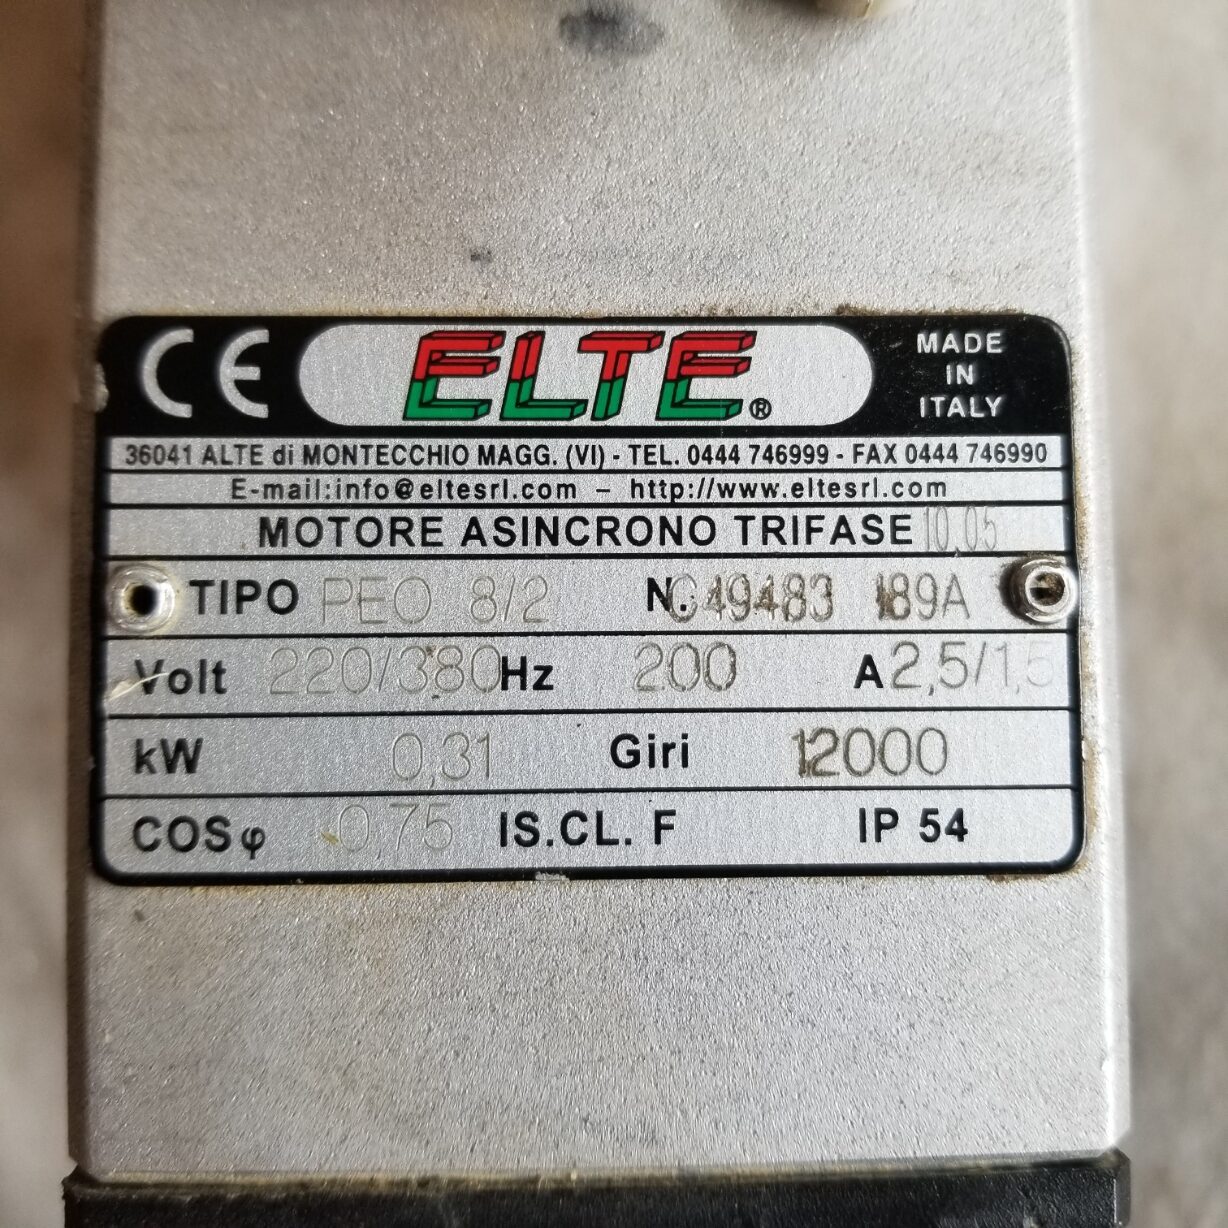 CE ELTE® MADE IN ITALY
36041 ALTE di MONTECCHIO MAGG. (VI) - TEL. 0444 746999 - FAX 0444 746990
E-mail:info@eltesrl.com – http://www.eltesrl.com
MOTORE ASINCRONO TRIFASE 10,05
TIPO PEO 8/2 N. G49483 189A
Volt 220/380 Hz 200 A 2,5/1,5
kW 0,31 Giri 12000
COS φ 0,75 IS.CL. F IP 54